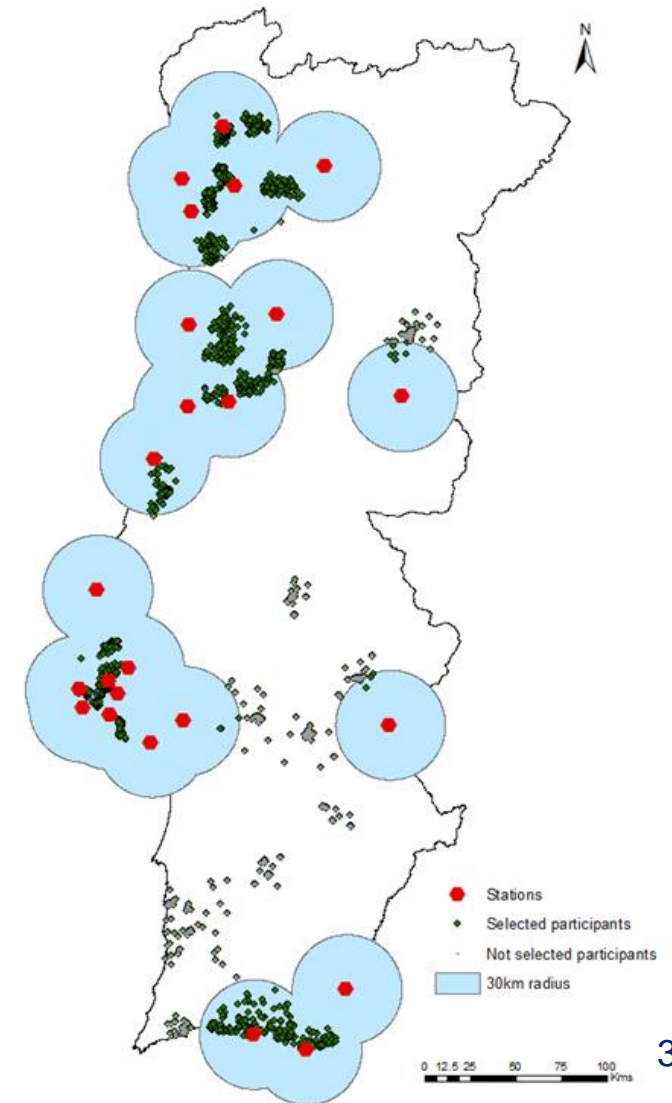 N
Stations
Selected participants
Not selected participants
30km radius
3
0 12.5 25 50 75 100
Kms